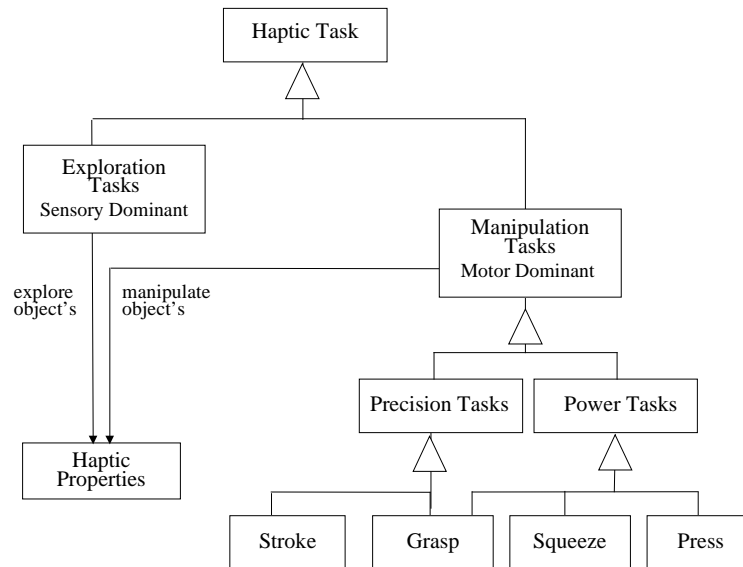 Haptic Task
Exploration
Tasks
Sensory Dominant
Manipulation
Tasks
Motor Dominant
explore
object's
manipulate
object's
Precision Tasks
Power Tasks
Haptic
Properties
Stroke
Grasp
Squeeze
Press